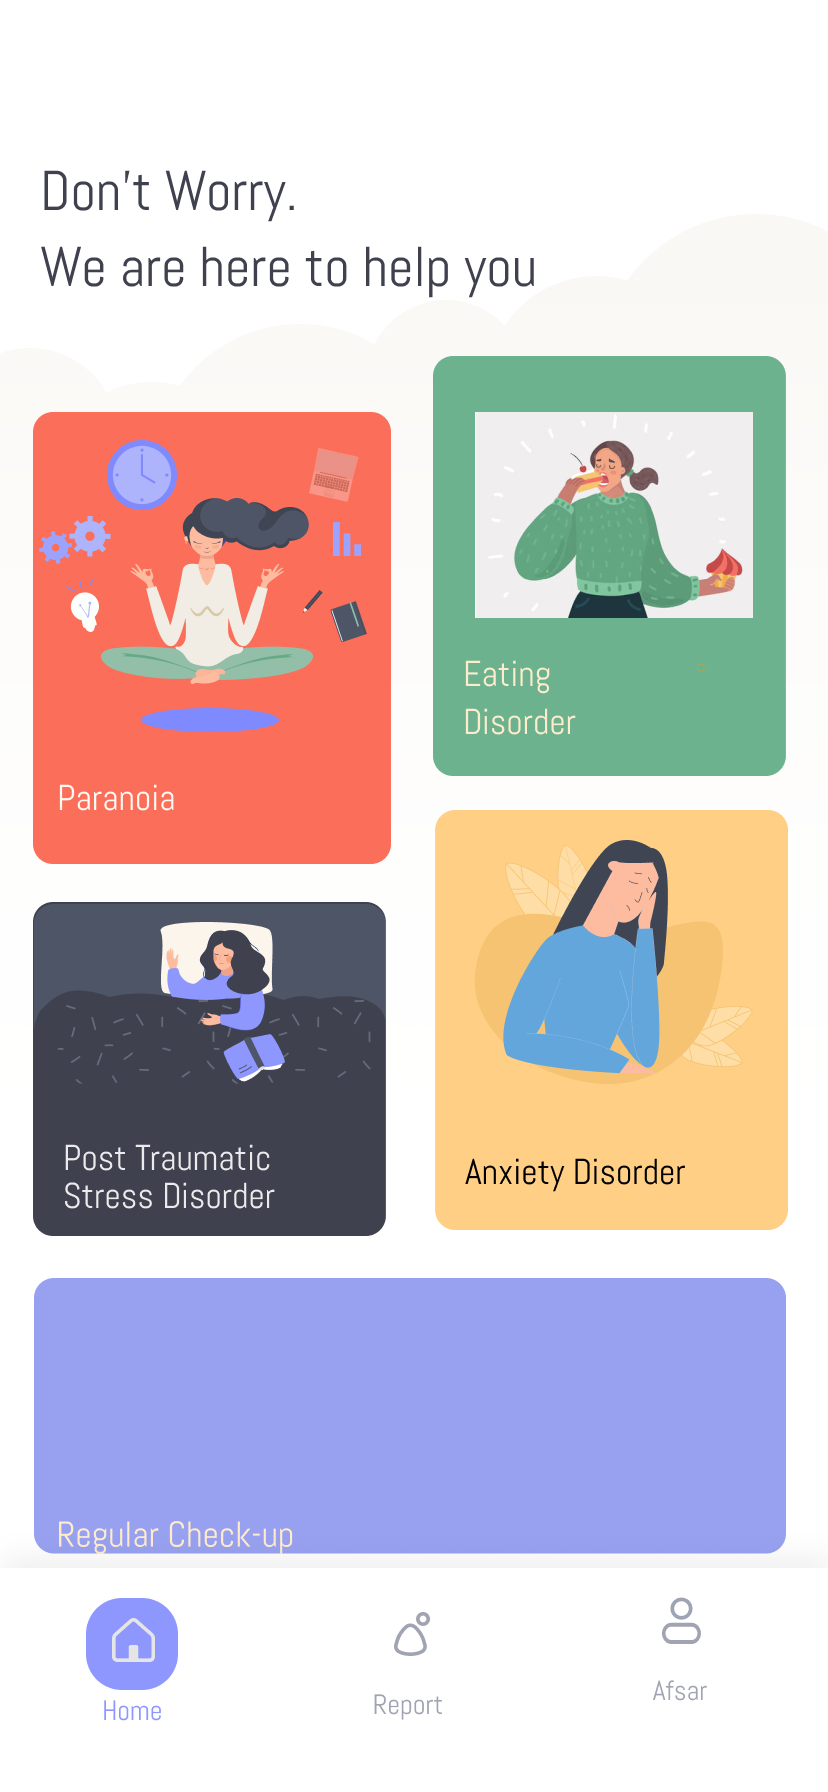 Don't Worry.
We are here to help you
Paranoia
Eating
Disorder
Post Traumatic
Stress Disorder
Anxiety Disorder
Regular Check-up
Home
Report
Afsar